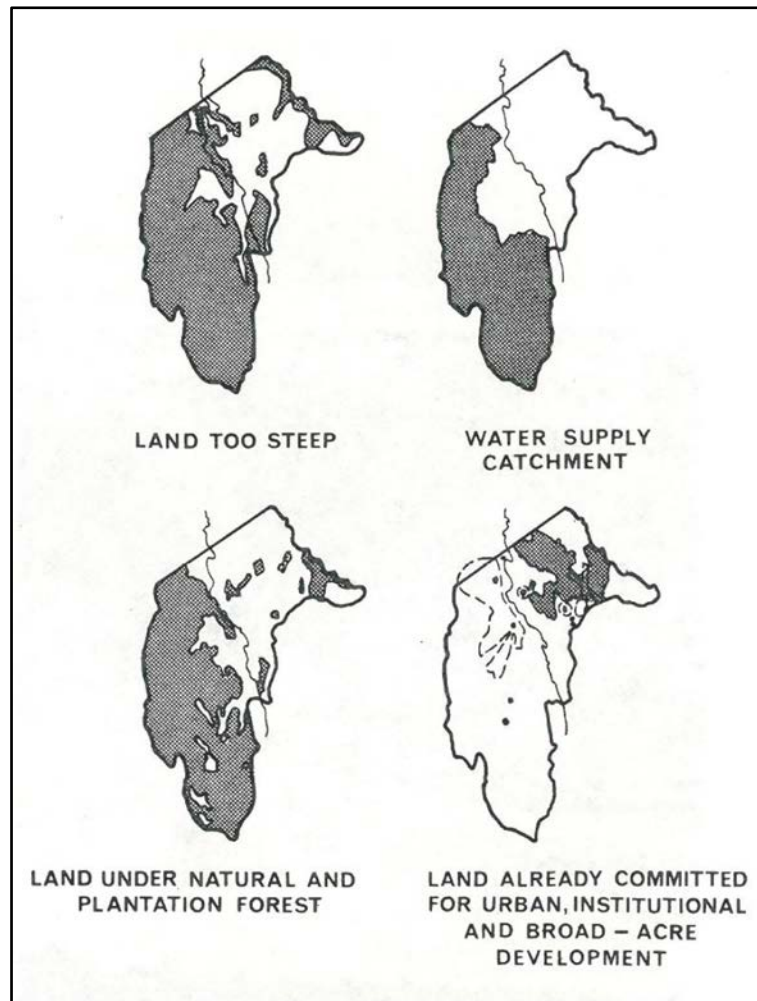 LAND TOO STEEP
WATER SUPPLY
CATCHMENT
LAND UNDER NATURAL AND
PLANTATION FOREST
LAND ALREADY COMMITTED
FOR URBAN, INSTITUTIONAL
AND BROAD – ACRE
DEVELOPMENT